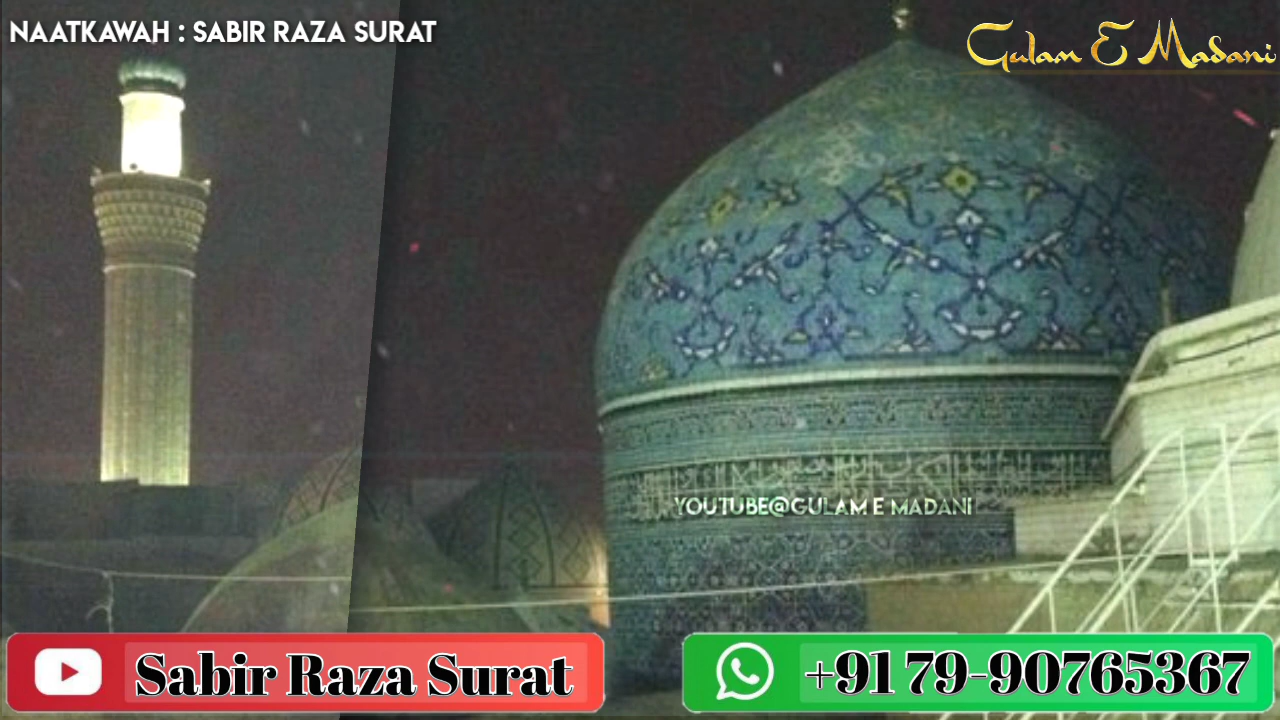 NAATKAWAH : SABIR RAZA SURAT
Gulam E Madani
YOUTUBE@GULAM E MADANI
Sabir Raza Surat
+91 79-90765367